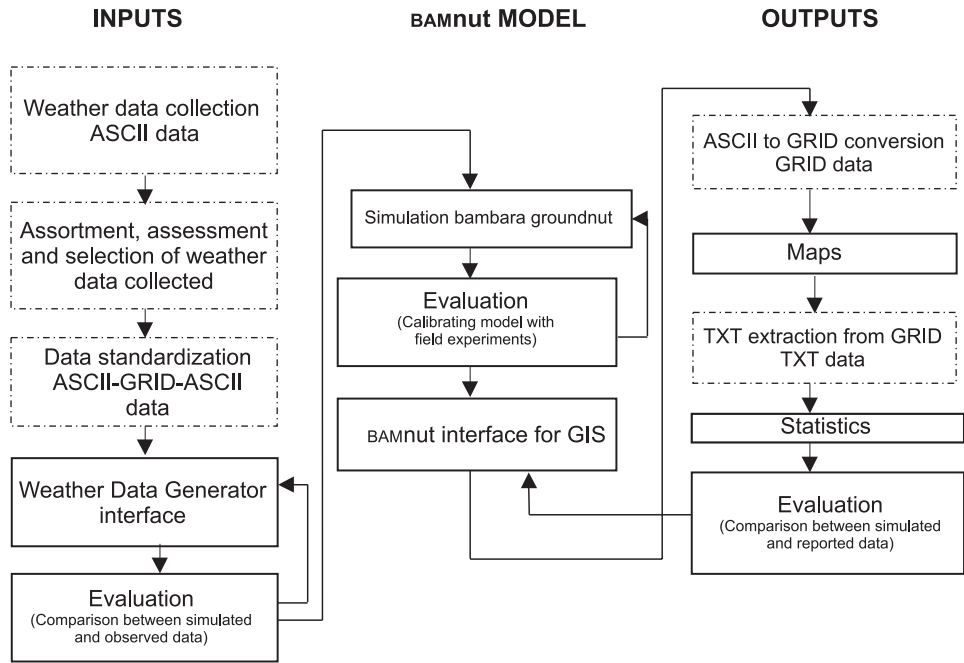 INPUTS
Weather data collection
ASCII data
Assortment, assessment
and selection of weather
data collected
Data standardization
ASCII-GRID-ASCII
data
Weather Data Generator
interface
Evaluation
(Comparison between simulated
and observed data)
BAMnut MODEL
Simulation bambara groundnut
Evaluation
(Calibrating model with
field experiments)
BAMnut interface for GIS
OUTPUTS
ASCII to GRID conversion
GRID data
Maps
TXT extraction from GRID
TXT data
Statistics
Evaluation
(Comparison between simulated
and reported data)